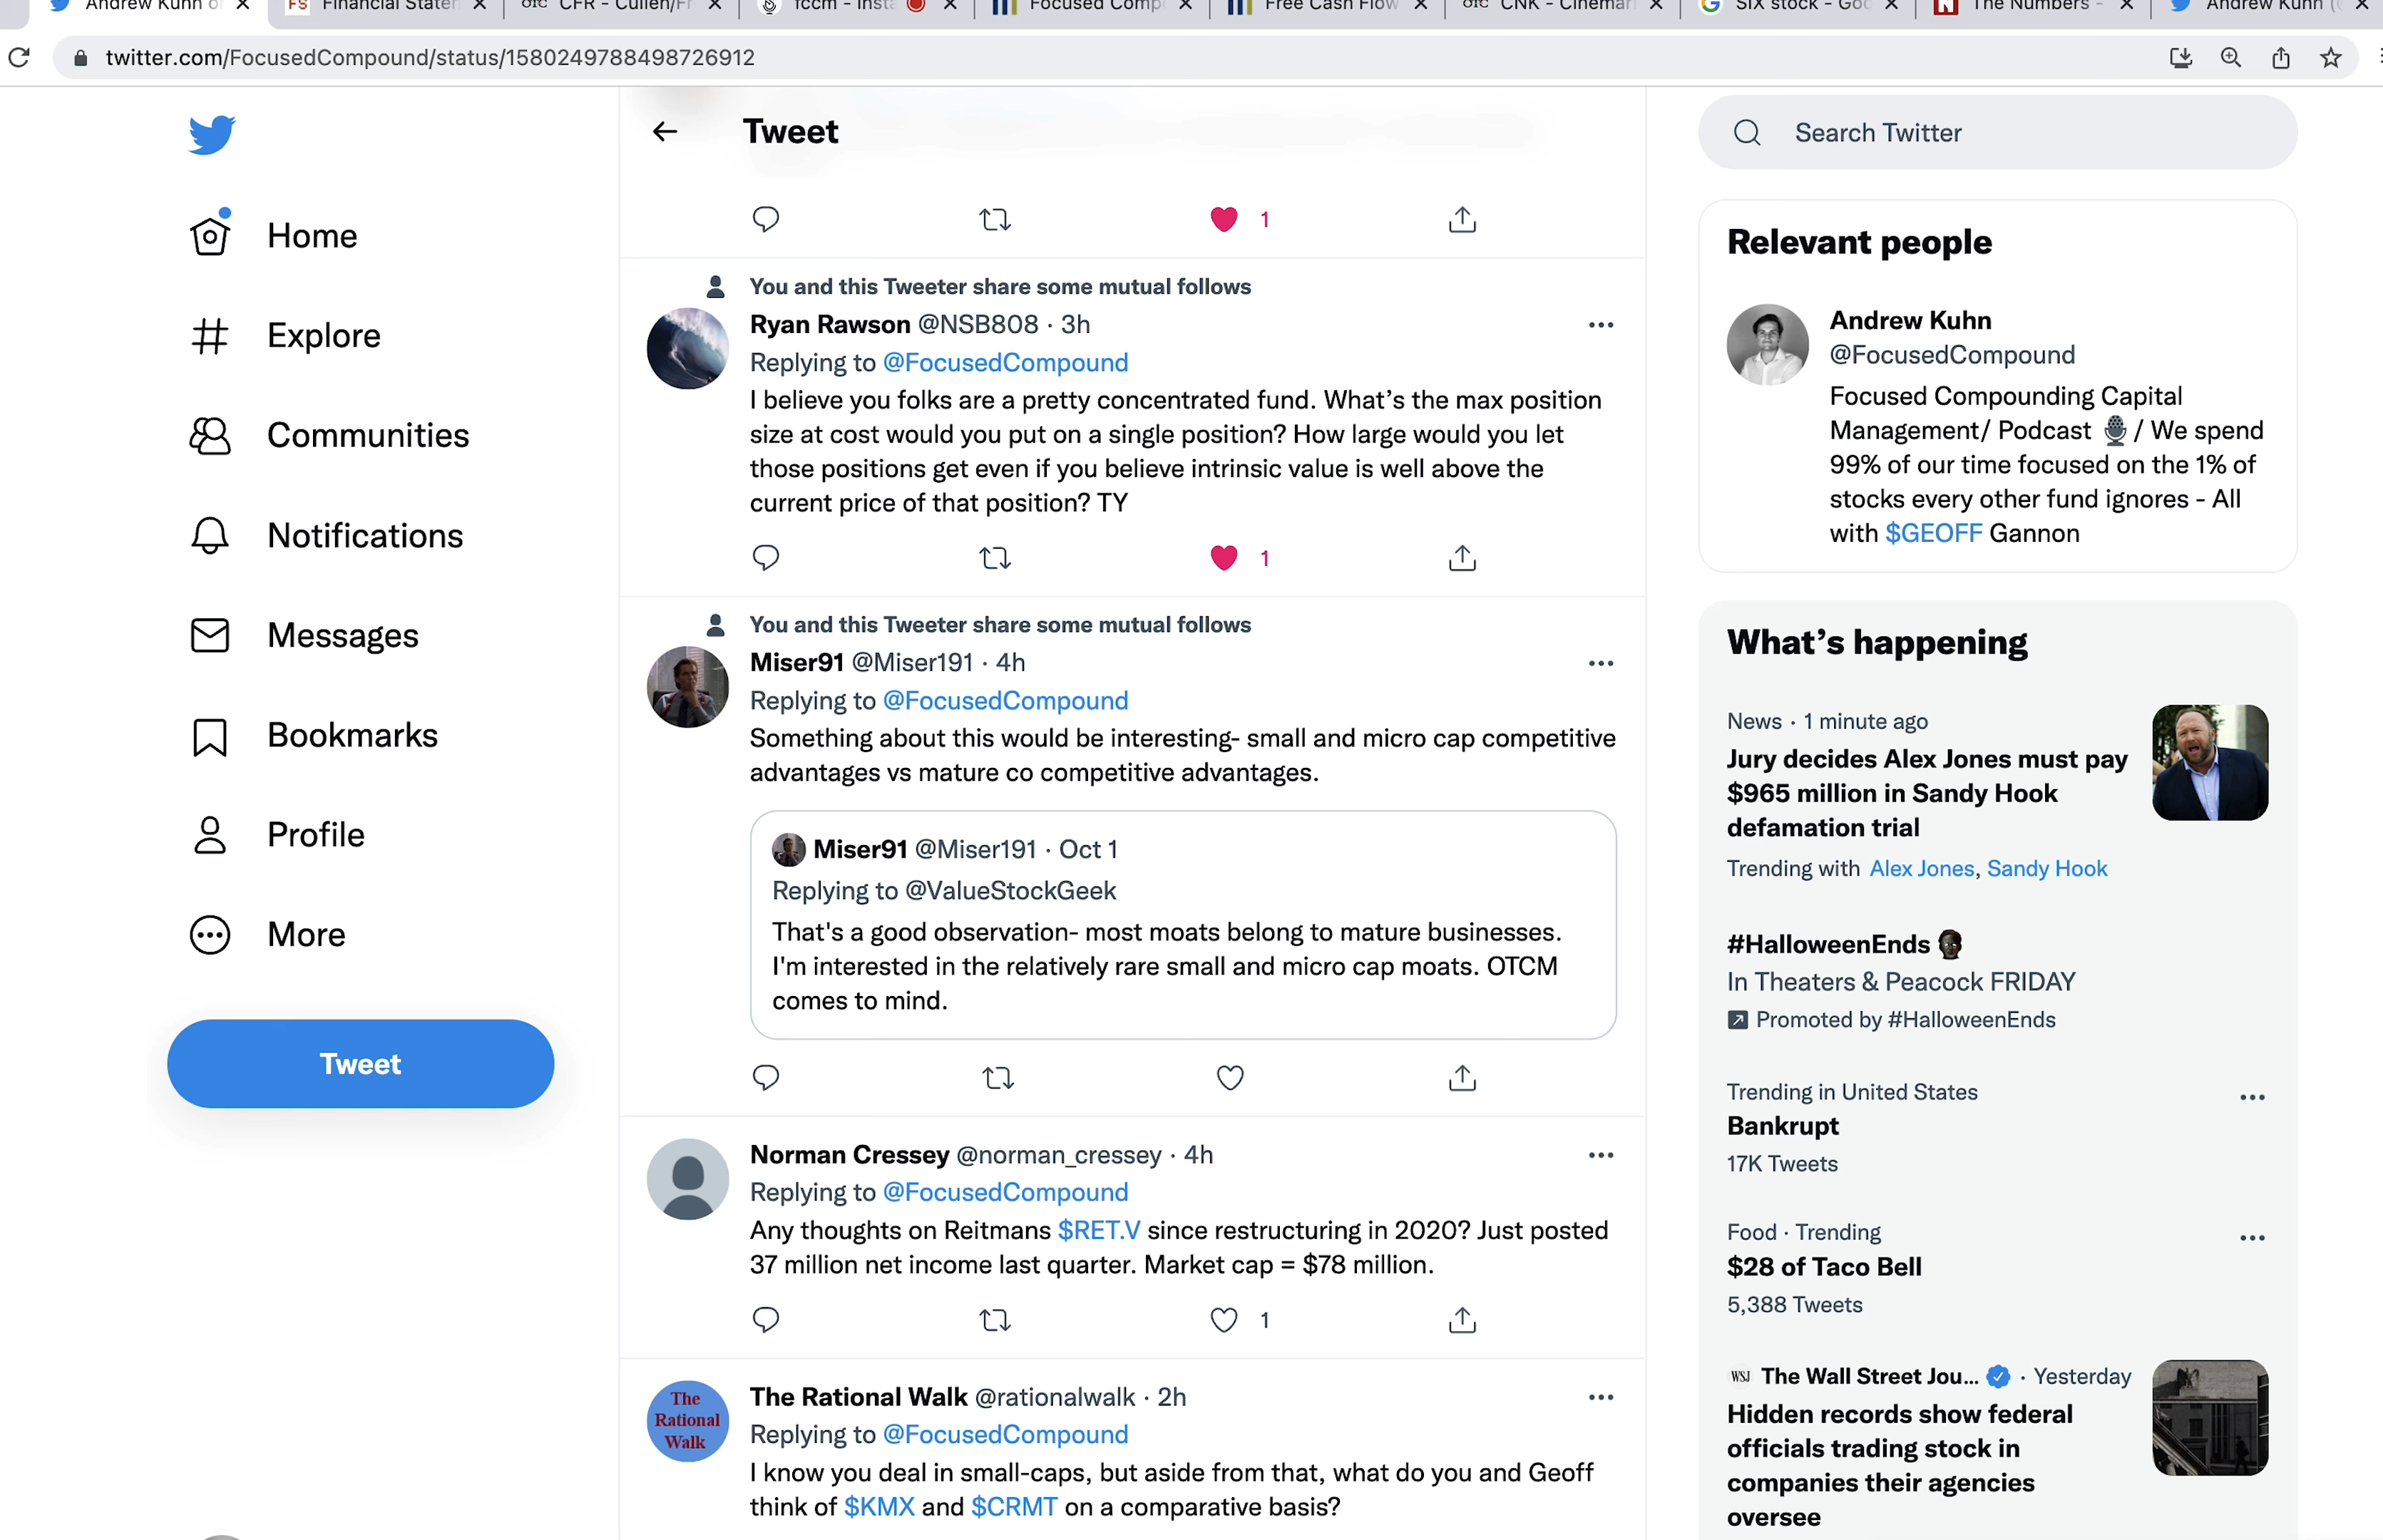 Andrew Kuhn o
Financial Statem
CFR - Cullen/Fr
fccm - Insta
Focused Comp
Free Cash Flow
CNK - Cinemar
SIX stock - Goo
The Numbers -
Andrew Kuhn (@
twitter.com/FocusedCompound/status/1580249788498726912
Home
Explore
Communities
Notifications
Messages
Bookmarks
Profile
More
Tweet
Tweet
1
You and this Tweeter share some mutual follows
Ryan Rawson @NSB808 · 3h
Replying to @FocusedCompound
I believe you folks are a pretty concentrated fund. What's the max position
size at cost would you put on a single position? How large would you let
those positions get even if you believe intrinsic value is well above the
current price of that position? TY
1
You and this Tweeter share some mutual follows
Miser91 @Miser191 · 4h
Replying to @FocusedCompound
Something about this would be interesting- small and micro cap competitive
advantages vs mature co competitive advantages.
Miser91 @Miser191 · Oct 1
Replying to @ValueStockGeek
That's a good observation- most moats belong to mature businesses.
I'm interested in the relatively rare small and micro cap moats. OTCM
comes to mind.
Norman Cressey @norman_cressey · 4h
Replying to @FocusedCompound
Any thoughts on Reitmans $RET.V since restructuring in 2020? Just posted
37 million net income last quarter. Market cap = $78 million.
1
The
Rational
Walk
The Rational Walk @rationalwalk · 2h
Replying to @FocusedCompound
I know you deal in small-caps, but aside from that, what do you and Geoff
think of $KMX and $CRMT on a comparative basis?
Search Twitter
Relevant people
Andrew Kuhn
@FocusedCompound
Focused Compounding Capital
Management/ Podcast 🎙 / We spend
99% of our time focused on the 1% of
stocks every other fund ignores - All
with $GEOFF Gannon
What's happening
News · 1 minute ago
Jury decides Alex Jones must pay
$965 million in Sandy Hook
defamation trial
Trending with Alex Jones, Sandy Hook
#HalloweenEnds
In Theaters & Peacock FRIDAY
Promoted by #HalloweenEnds
Trending in United States
Bankrupt
17K Tweets
Food · Trending
$28 of Taco Bell
5,388 Tweets
WSJ The Wall Street Jou... · Yesterday
Hidden records show federal
officials trading stock in
companies their agencies
oversee